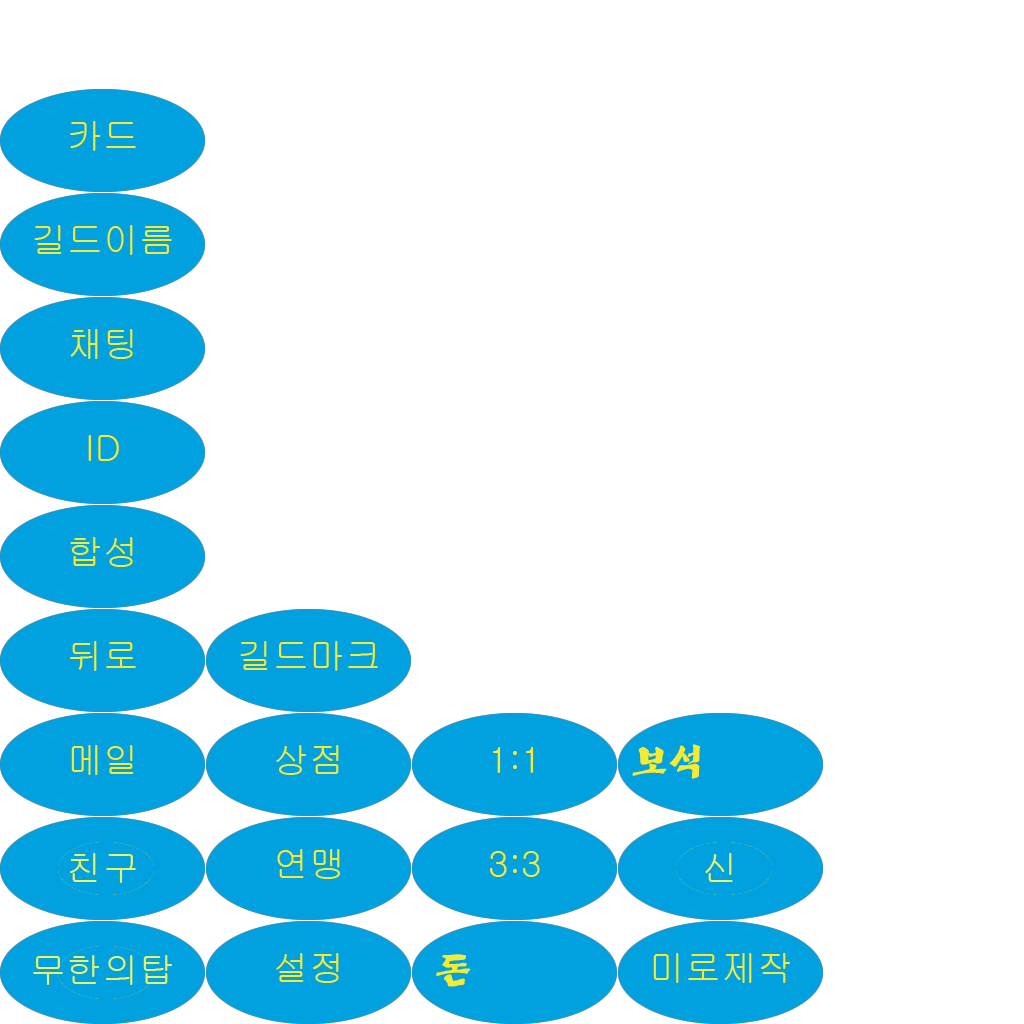 카드
길드이름
채팅
ID
합성
뒤로 길드마크
메일 상점 1:1 보석
친구 연맹 3:3 신
무한의탑 설정 돈 미로제작